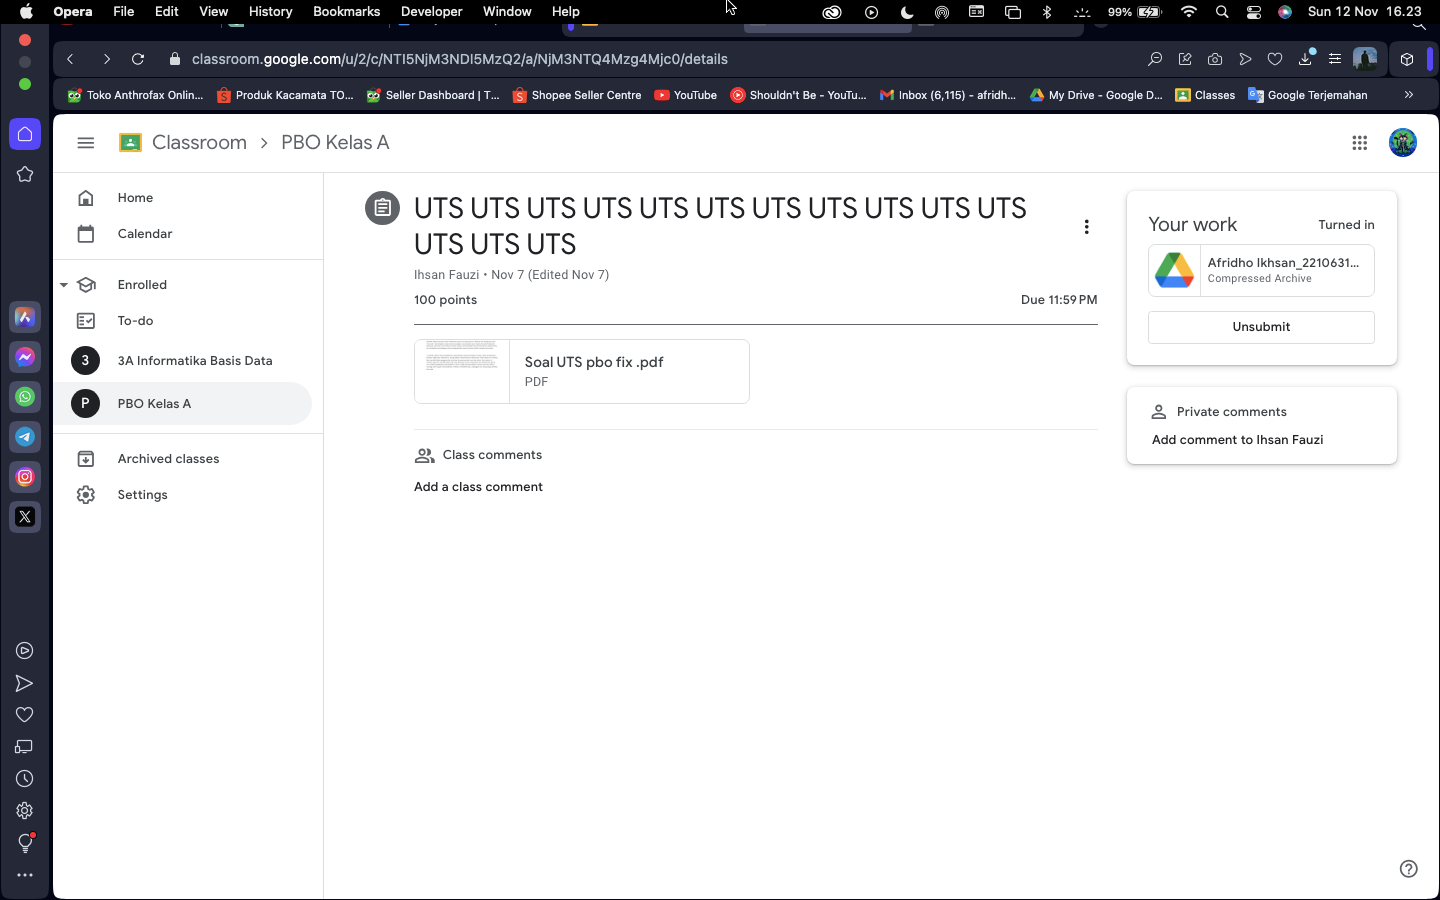 Opera File Edit View History Bookmarks Developer Window Help 99% Sun 12 Nov 16.23
classroom.google.com/u/2/c/NTI5NjM3NDI5MzQ2/a/NjM3NTQ4Mzg4Mjc0/details
Toko Anthrofax Onlin... Produk Kacamata TO... Seller Dashboard | T... Shopee Seller Centre YouTube Shouldn't Be - YouTu... Inbox (6,115) - afridh... My Drive - Google D... Classes Google Terjemahan »
Classroom > PBO Kelas A
Home
Calendar
Enrolled
To-do
3 3A Informatika Basis Data
P PBO Kelas A
Archived classes
Settings
UTS UTS UTS UTS UTS UTS UTS UTS UTS UTS UTS
UTS UTS UTS
Ihsan Fauzi • Nov 7 (Edited Nov 7)
100 points Due 11:59 PM
Soal UTS pbo fix .pdf
PDF
Class comments
Add a class comment
Your work Turned in
Afridho Ikhsan_2210631...
Compressed Archive
Unsubmit
Private comments
Add comment to Ihsan Fauzi